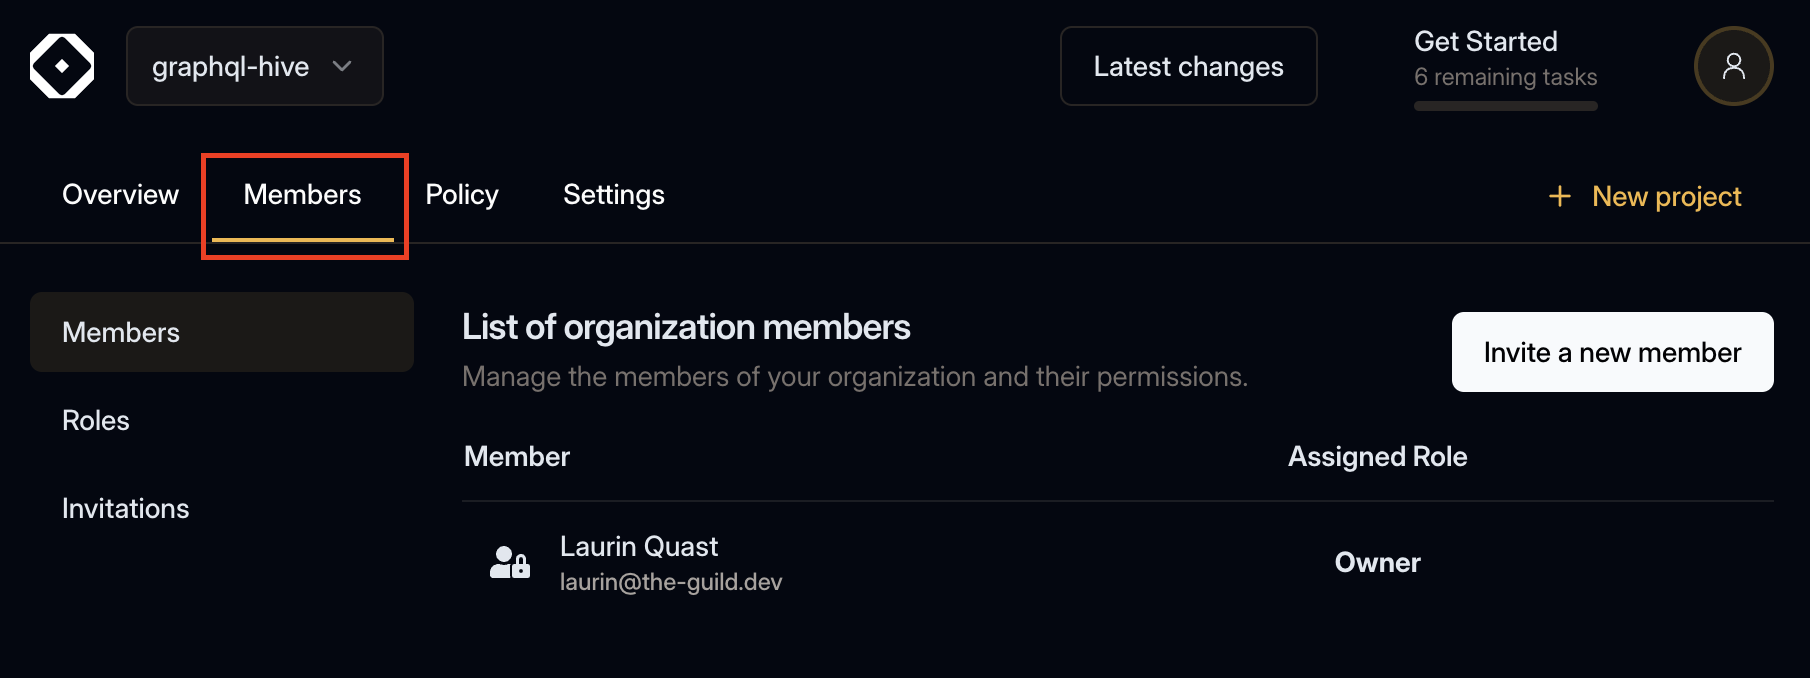 graphql-hive
Latest changes
Get Started
6 remaining tasks
Overview
Members
Policy
Settings
+ New project
Members
Roles
Invitations
List of organization members
Manage the members of your organization and their permissions.
Invite a new member
Member
Assigned Role
Laurin Quast
laurin@the-guild.dev
Owner